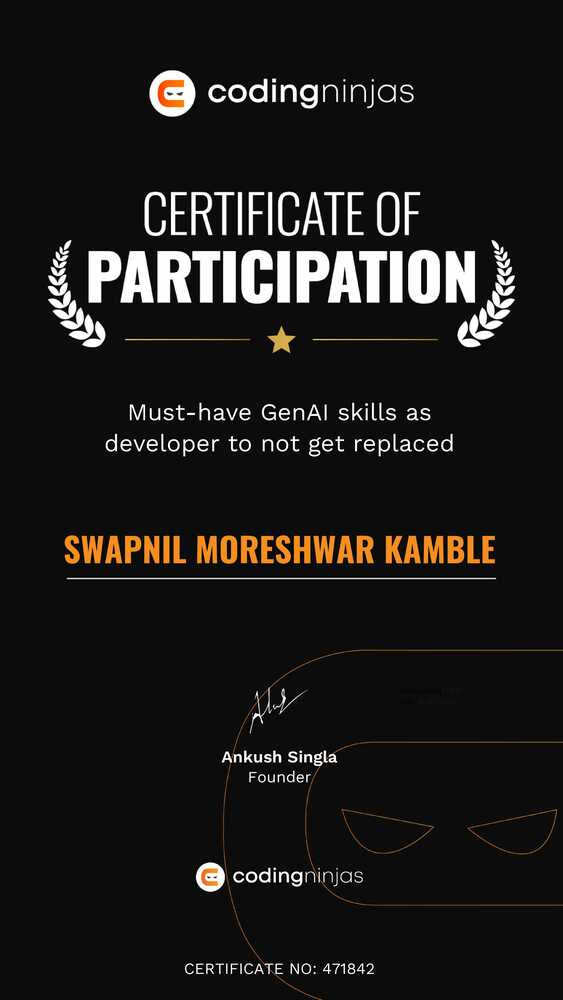 codingninjas
CERTIFICATE OF
PARTICIPATION
Must-have GenAI skills as
developer to not get replaced
SWAPNIL MORESHWAR KAMBLE
Ankush Singla
Founder
codingninjas
CERTIFICATE NO: 471842